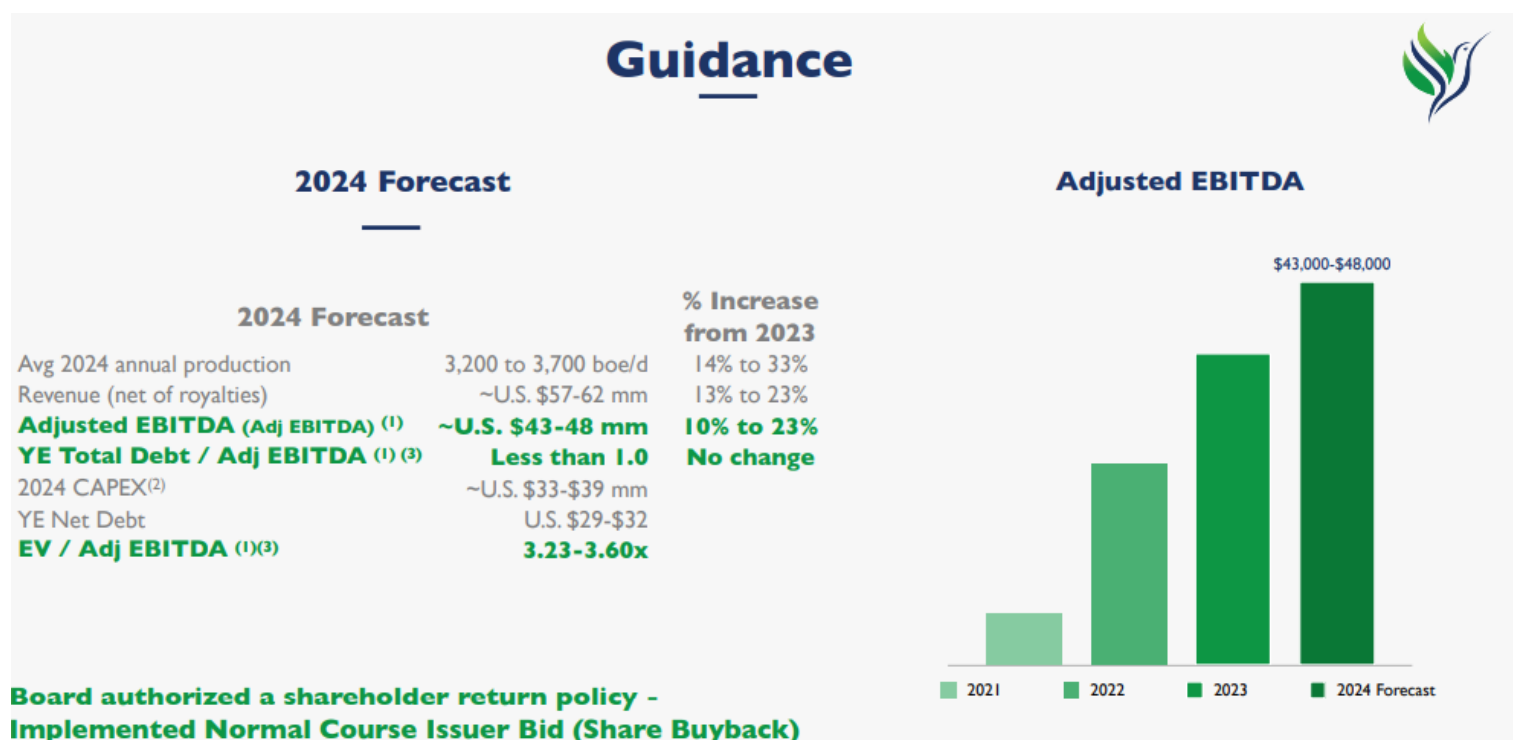 Guidance
2024 Forecast
2024 Forecast
% Increase
from 2023
Avg 2024 annual production 3,200 to 3,700 boe/d 14% to 33%
Revenue (net of royalties) ~U.S. $57-62 mm 13% to 23%
Adjusted EBITDA (Adj EBITDA) (1) ~U.S. $43-48 mm 10% to 23%
YE Total Debt / Adj EBITDA (1) (3) Less than 1.0 No change
2024 CAPEX(2) ~U.S. $33-$39 mm
YE Net Debt U.S. $29-$32
EV / Adj EBITDA (1)(3) 3.23-3.60x
Board authorized a shareholder return policy -
Implemented Normal Course Issuer Bid (Share Buyback)
Adjusted EBITDA
$43,000-$48,000
2021 2022 2023 2024 Forecast